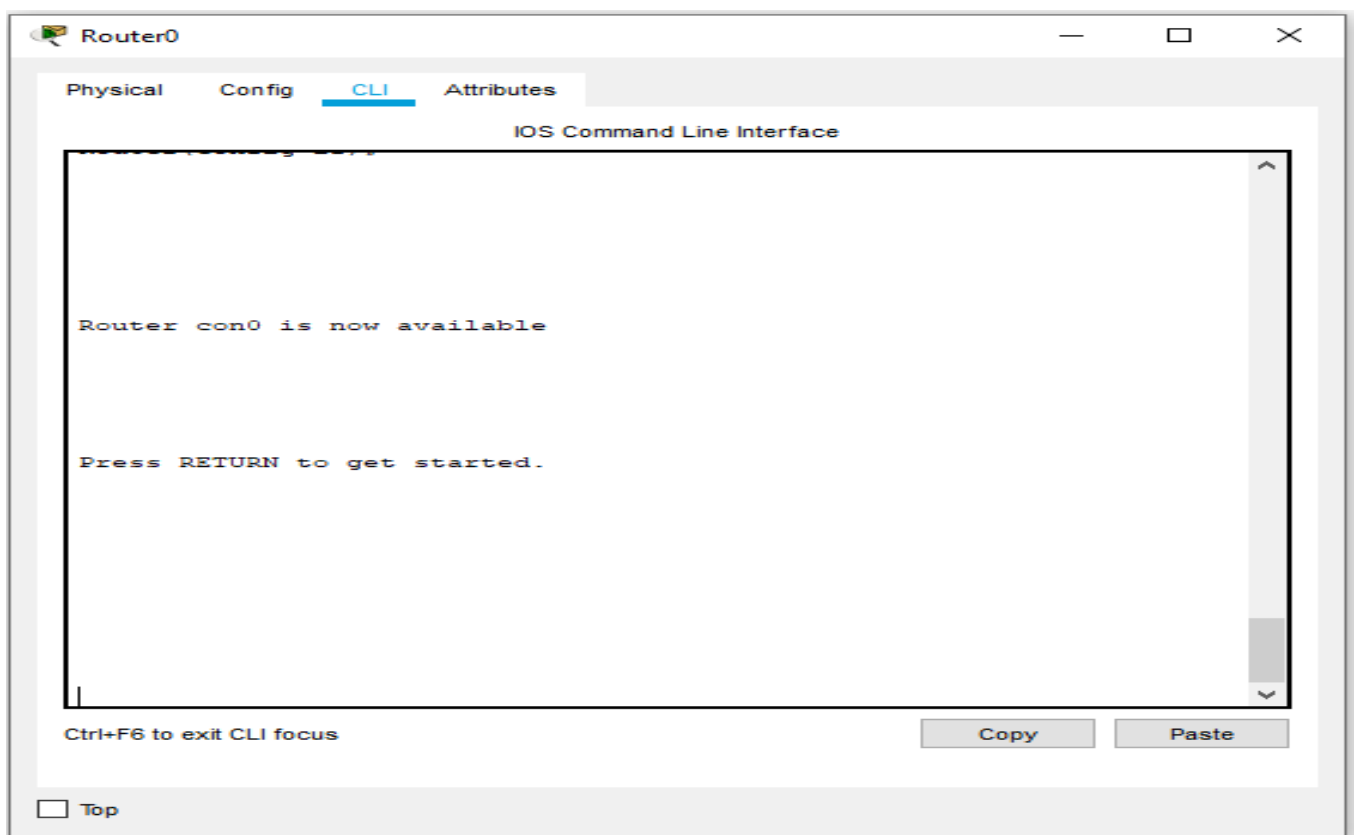 Router0
Physical Config CLI Attributes
IOS Command Line Interface
Router con0 is now available
Press RETURN to get started.
Ctrl+F6 to exit CLI focus
Copy Paste
Top